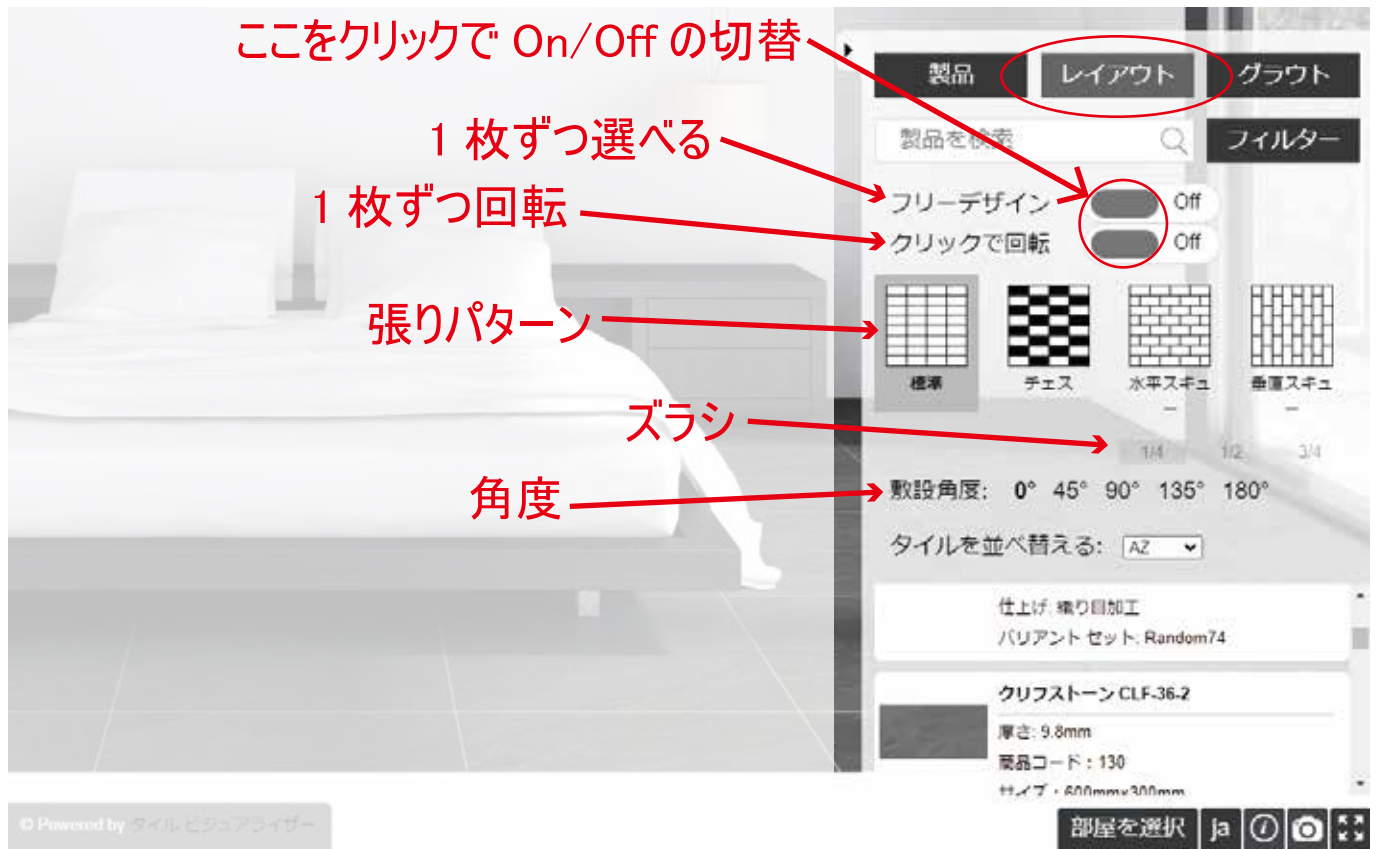 ここをクリックで On/Off の切替
製品 レイアウト グラウト
1 枚ずつ選べる
製品を検索 フィルター
1 枚ずつ回転
フリーデザイン Off
クリックで回転 Off
張りパターン
標準 チェス 水平スキュー 垂直スキュー
ズラシ
1/4 1/2 3/4
角度
敷設角度: 0° 45° 90° 135° 180°
タイルを並べ替える: AZ
仕上げ: 織り目加工
バリアント セット: Random74
クリフストーン CLF-36-2
厚さ: 9.8mm
商品コード : 130
サイズ : 600mmx300mm
© Powered by タイル ビジュアライザー
部屋を選択 ja